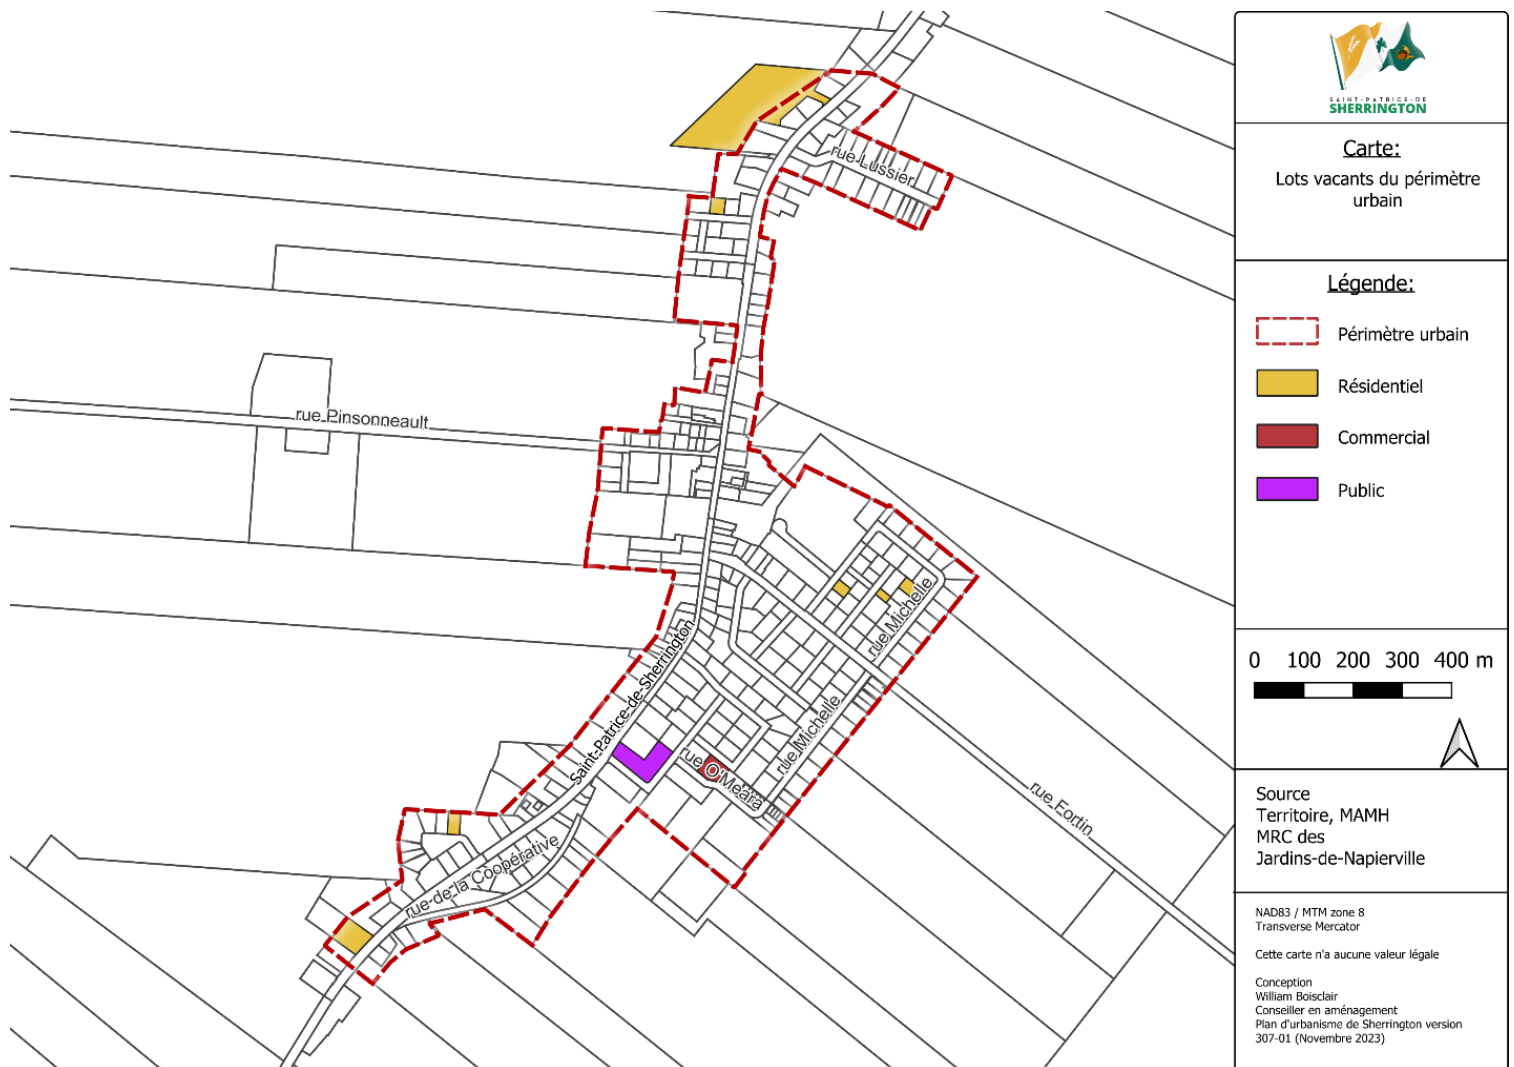 rue Lussier
rue Pinsonneault
rue Michelle
Saint-Patrice-de-Sherrington
rue Michelle
rue O'Meara
rue Fortin
rue de la Coopérative
SAINT-PATRICE-DE
SHERRINGTON
Carte:
Lots vacants du périmètre
urbain
Légende:
Périmètre urbain
Résidentiel
Commercial
Public
0 100 200 300 400 m
Source
Territoire, MAMH
MRC des
Jardins-de-Napierville
NAD83 / MTM zone 8
Transverse Mercator
Cette carte n'a aucune valeur légale
Conception
William Boisclair
Conseiller en aménagement
Plan d'urbanisme de Sherrington version
307-01 (Novembre 2023)